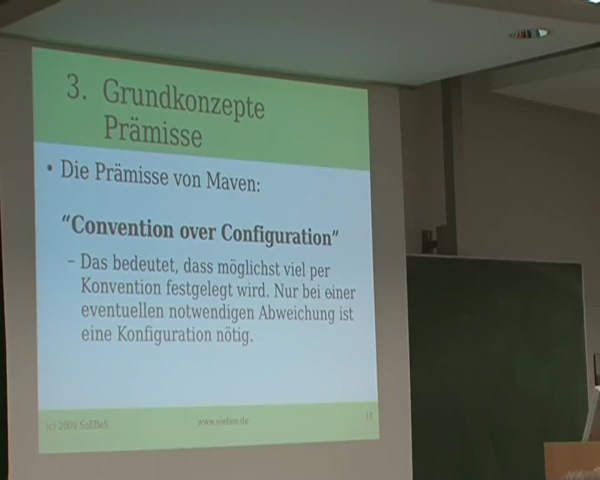 3. Grundkonzepte
Prämisse
• Die Prämisse von Maven:
“Convention over Configuration”
– Das bedeutet, dass möglichst viel per
Konvention festgelegt wird. Nur bei einer
eventuellen notwendigen Abweichung ist
eine Konfiguration nötig.
(c) 2009 SoEBeS www.soebes.de 11